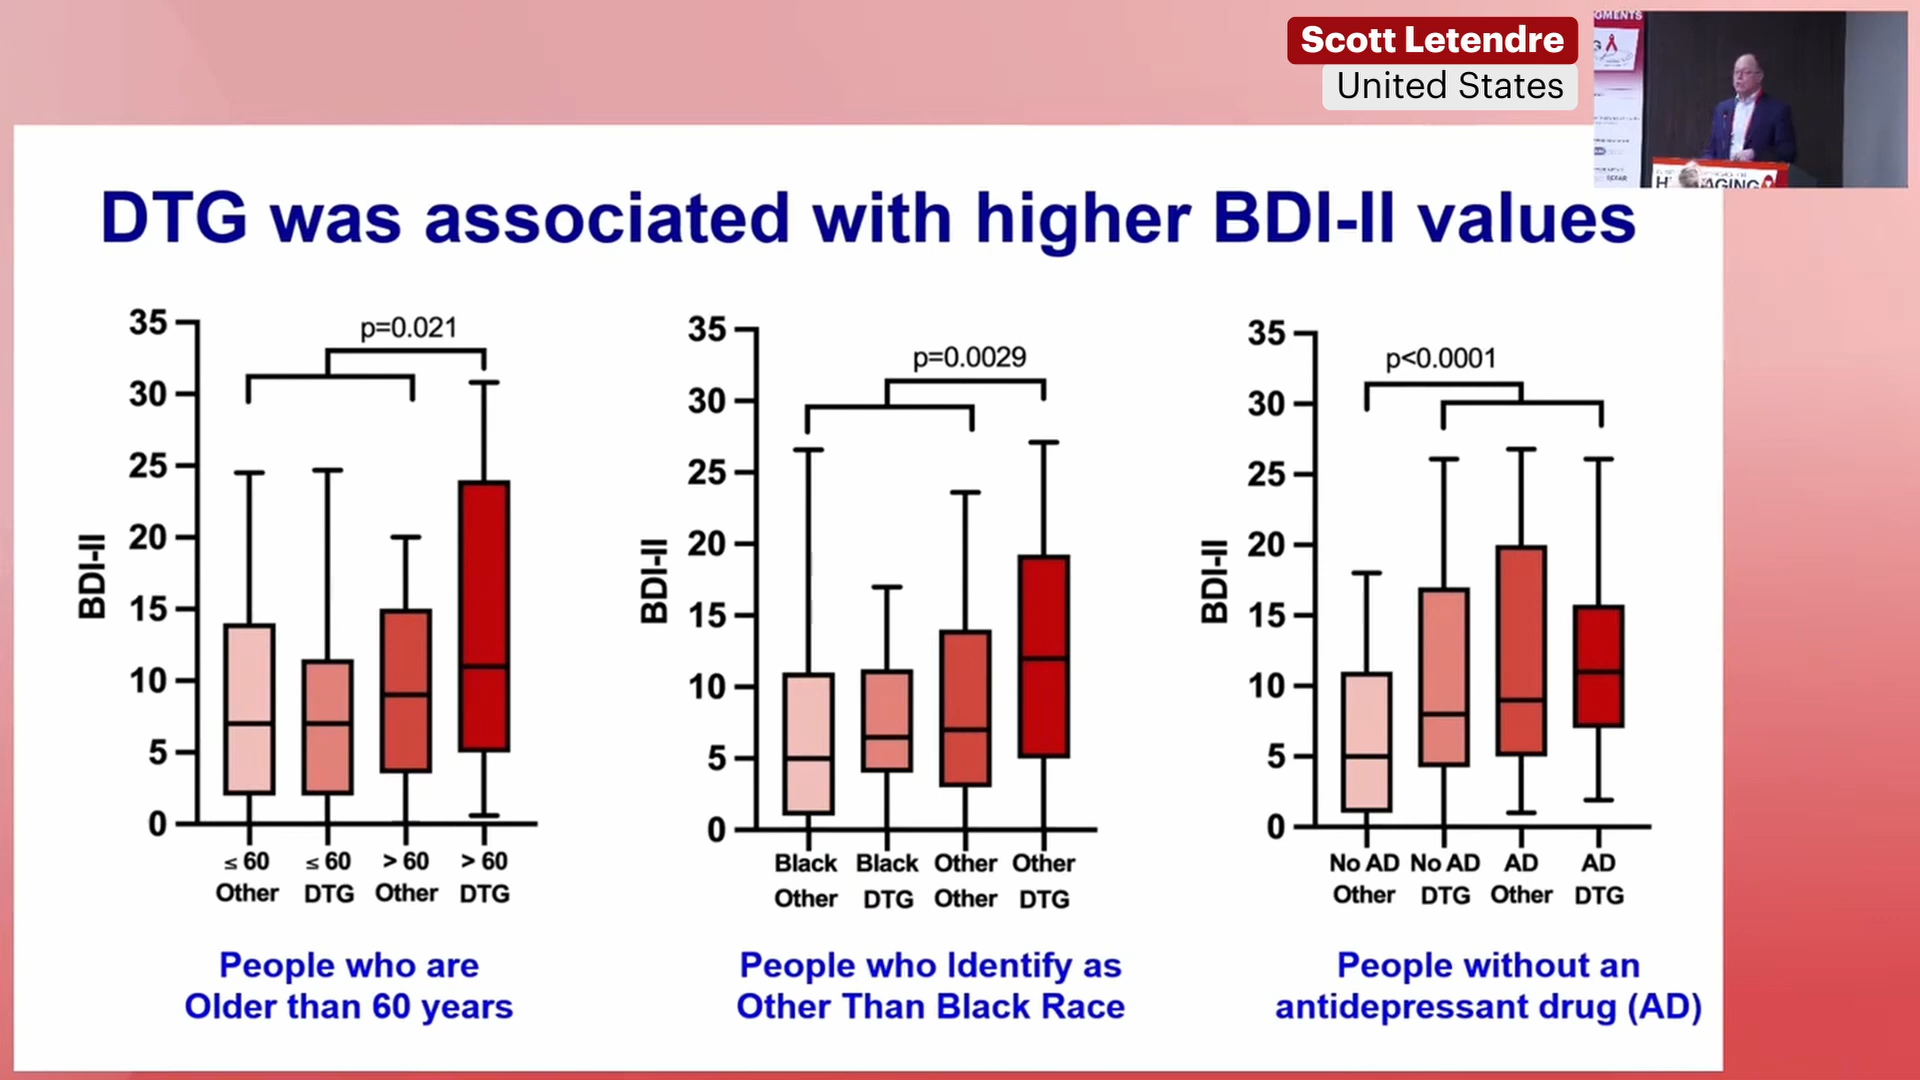 Scott Letendre
United States
OMENTS
DTG was associated with higher BDI-II values
35
30
25
20
15
10
5
0
BDI-II
p=0.021
≤ 60 ≤ 60 > 60 > 60
Other DTG Other DTG
People who are
Older than 60 years
35
30
25
20
15
10
5
0
BDI-II
p=0.0029
Black Black Other Other
Other DTG Other DTG
People who Identify as
Other Than Black Race
35
30
25
20
15
10
5
0
BDI-II
p<0.0001
No AD No AD AD AD
Other DTG Other DTG
People without an
antidepressant drug (AD)